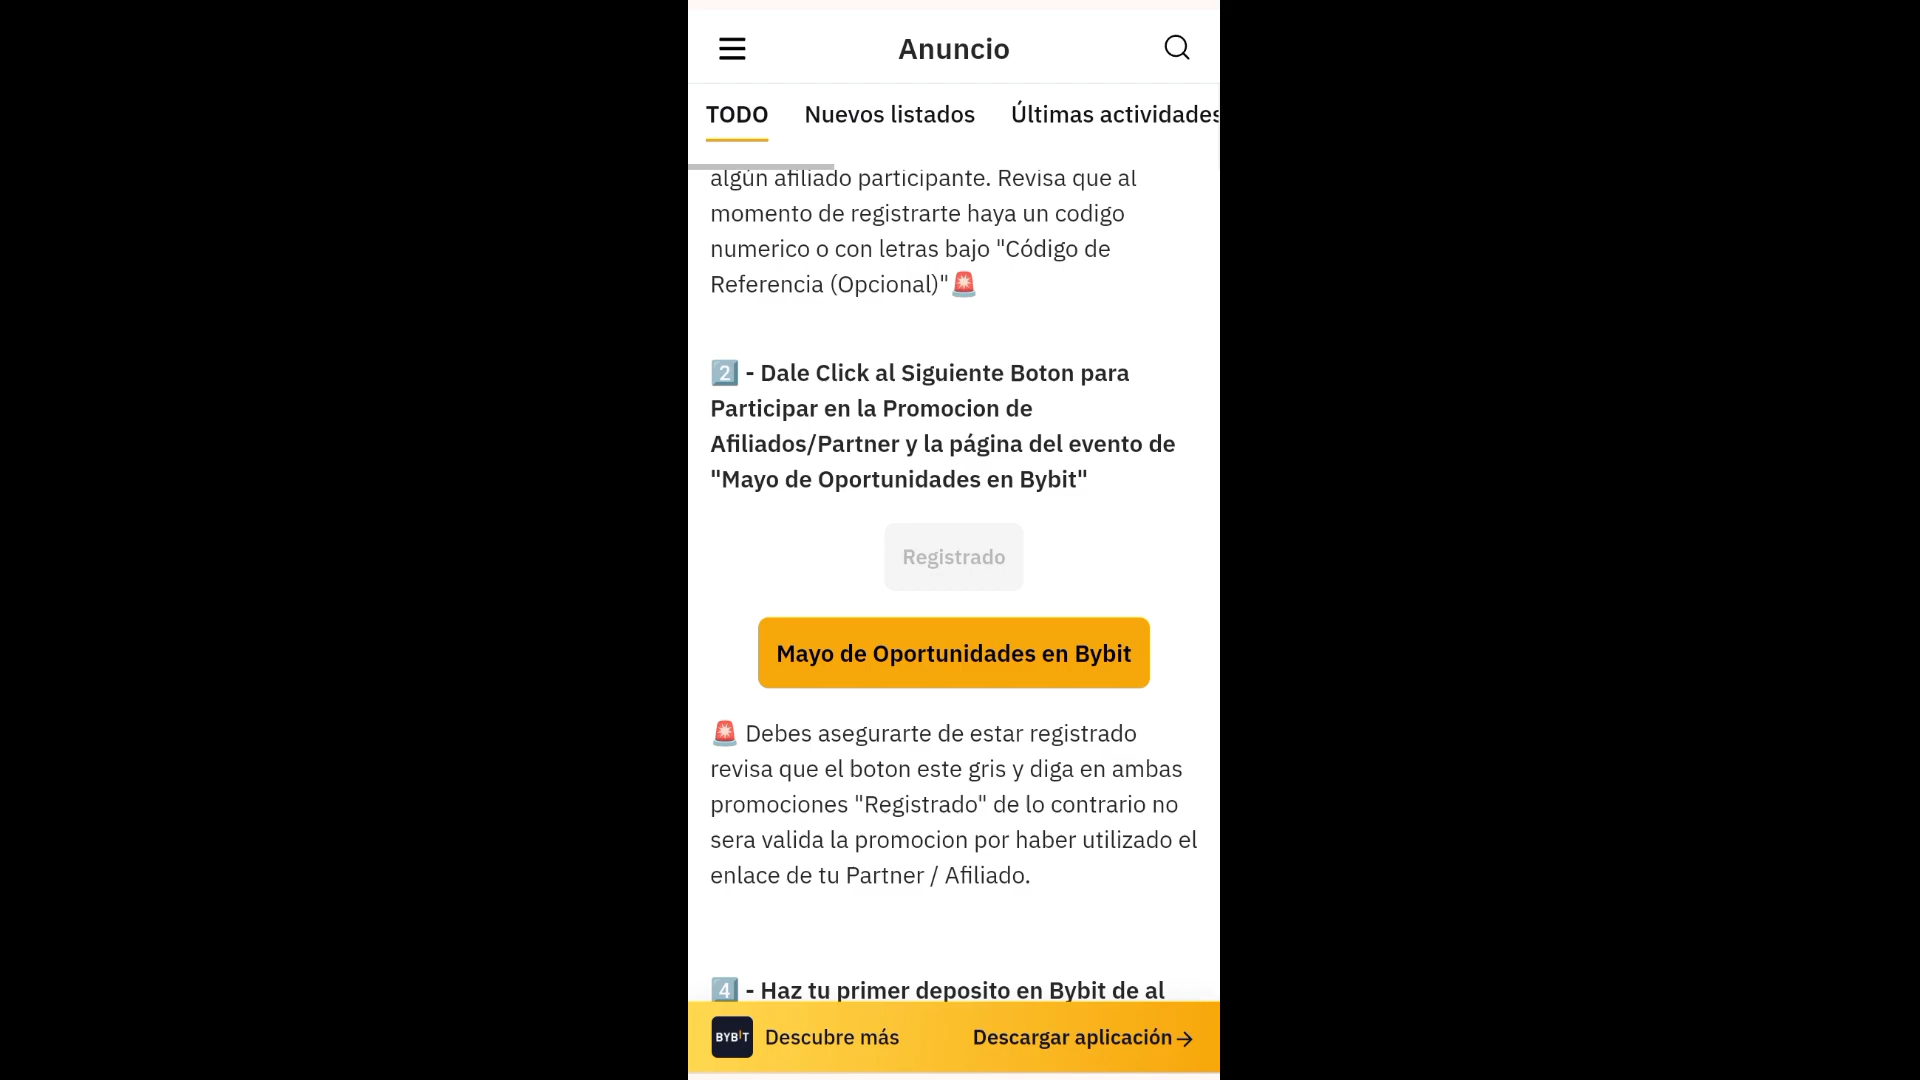 Anuncio
TODO Nuevos listados Últimas actividades
algún afiliado participante. Revisa que al
momento de registrarte haya un codigo
numerico o con letras bajo "Código de
Referencia (Opcional)"🚨
2️⃣ - Dale Click al Siguiente Boton para
Participar en la Promocion de
Afiliados/Partner y la página del evento de
"Mayo de Oportunidades en Bybit"
Registrado
Mayo de Oportunidades en Bybit
🚨 Debes asegurarte de estar registrado
revisa que el boton este gris y diga en ambas
promociones "Registrado" de lo contrario no
sera valida la promocion por haber utilizado el
enlace de tu Partner / Afiliado.
4️⃣ - Haz tu primer deposito en Bybit de al
BYBIT Descubre más Descargar aplicación→